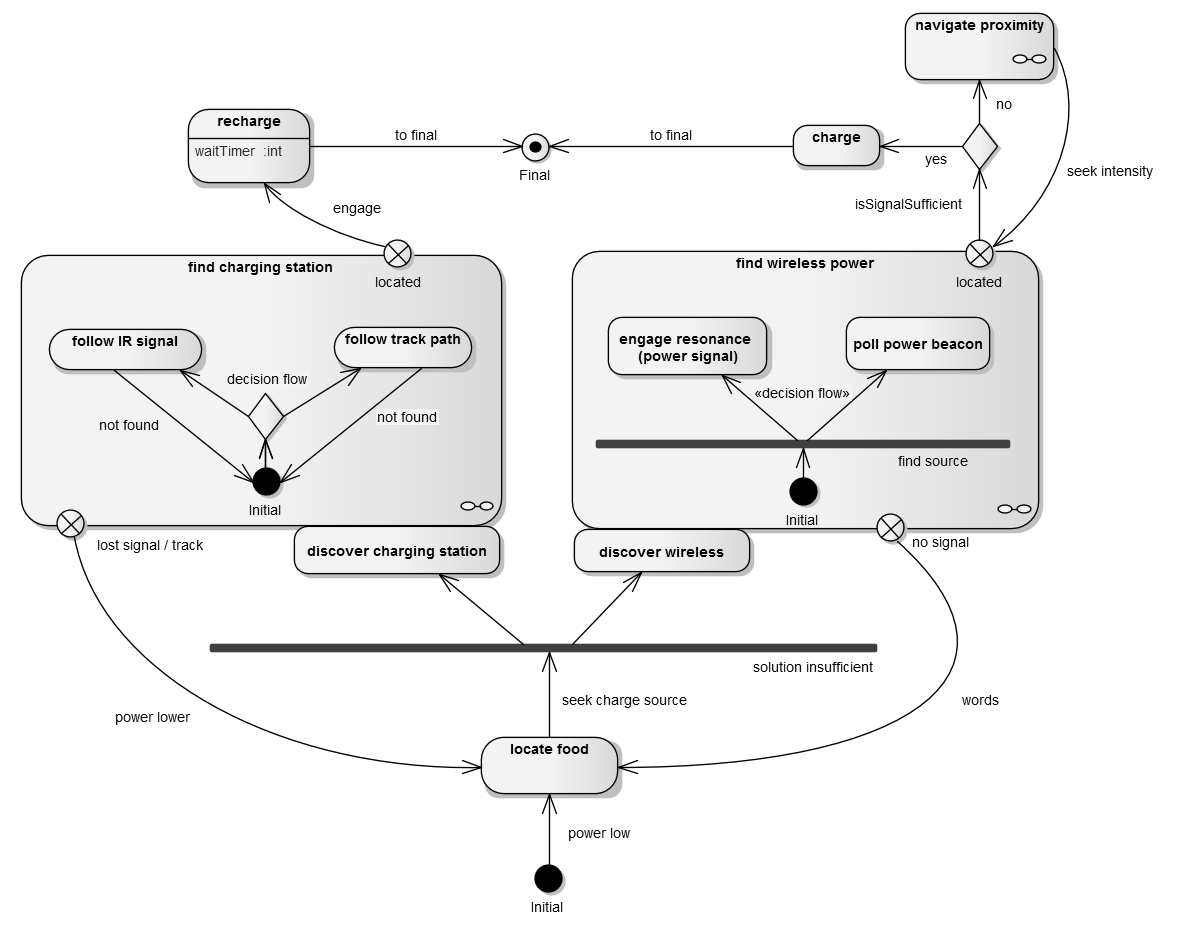 navigate proximity
no
recharge
waitTimer :int
to final
Final
to final
charge
yes
seek intensity
isSignalSufficient
engage
located
find charging station
follow IR signal
follow track path
decision flow
not found
not found
Initial
lost signal / track
discover charging station
located
find wireless power
engage resonance
(power signal)
poll power beacon
«decision flow»
find source
Initial
no signal
discover wireless
solution insufficient
seek charge source
power lower
words
locate food
power low
Initial